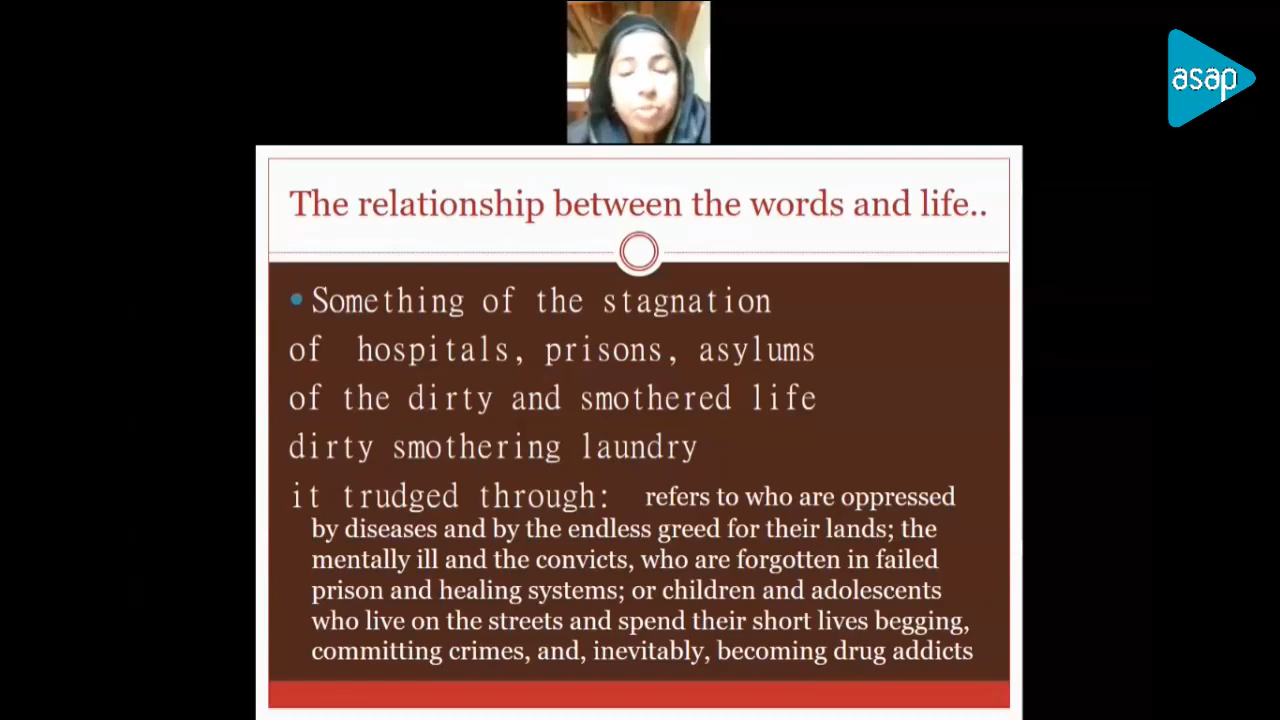 asap
The relationship between the words and life..
• Something of the stagnation
of hospitals, prisons, asylums
of the dirty and smothered life
dirty smothering laundry
it trudged through: refers to who are oppressed
by diseases and by the endless greed for their lands; the
mentally ill and the convicts, who are forgotten in failed
prison and healing systems; or children and adolescents
who live on the streets and spend their short lives begging,
committing crimes, and, inevitably, becoming drug addicts